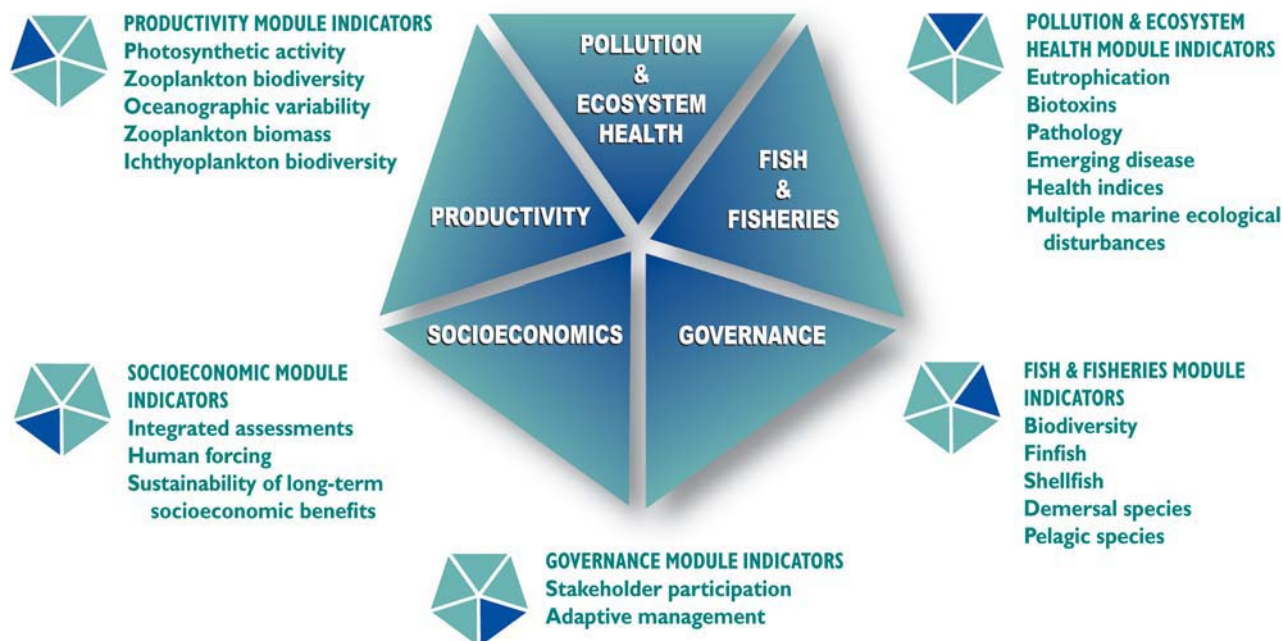 PRODUCTIVITY MODULE INDICATORS
Photosynthetic activity
Zooplankton biodiversity
Oceanographic variability
Zooplankton biomass
Ichthyoplankton biodiversity
POLLUTION
&
ECOSYSTEM
HEALTH
FISH
&
FISHERIES
PRODUCTIVITY
SOCIOECONOMICS
GOVERNANCE
POLLUTION & ECOSYSTEM
HEALTH MODULE INDICATORS
Eutrophication
Biotoxins
Pathology
Emerging disease
Health indices
Multiple marine ecological
disturbances
SOCIOECONOMIC MODULE
INDICATORS
Integrated assessments
Human forcing
Sustainability of long-term
socioeconomic benefits
FISH & FISHERIES MODULE
INDICATORS
Biodiversity
Finfish
Shellfish
Demersal species
Pelagic species
GOVERNANCE MODULE INDICATORS
Stakeholder participation
Adaptive management